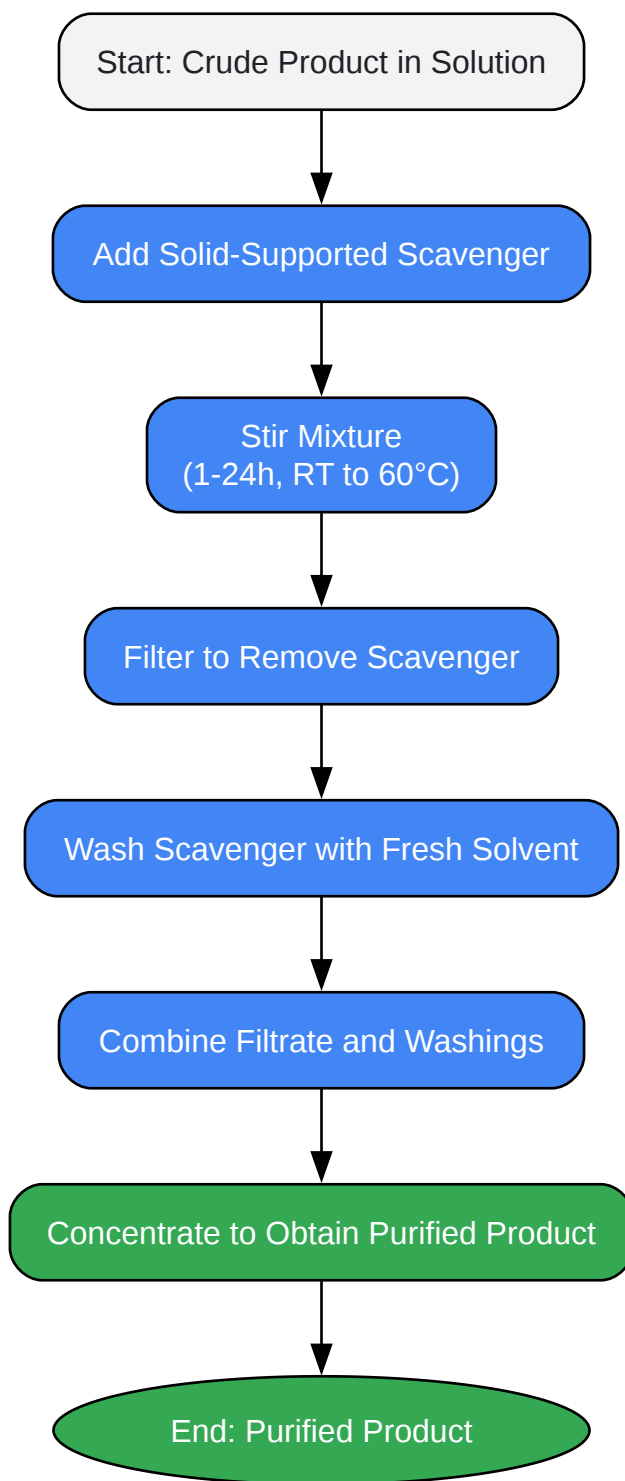 Start: Crude Product in Solution
Add Solid-Supported Scavenger
Stir Mixture
(1-24h, RT to 60°C)
Filter to Remove Scavenger
Wash Scavenger with Fresh Solvent
Combine Filtrate and Washings
Concentrate to Obtain Purified Product
End: Purified Product